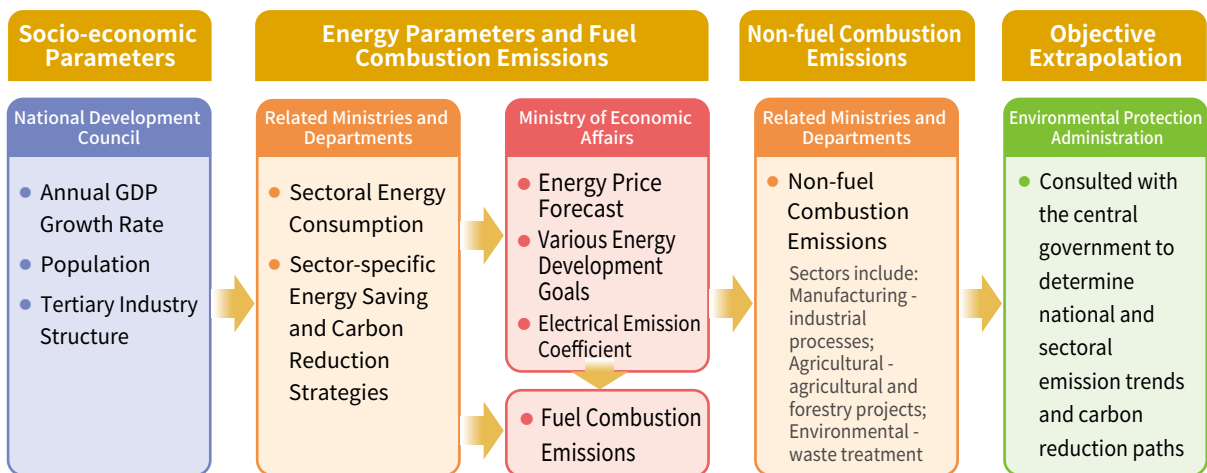 Socio-economic
Parameters
Energy Parameters and Fuel
Combustion Emissions
Non-fuel Combustion
Emissions
Objective
Extrapolation
National Development
Council
• Annual GDP
Growth Rate
• Population
• Tertiary Industry
Structure
Related Ministries and
Departments
• Sectoral Energy
Consumption
• Sector-specific
Energy Saving
and Carbon
Reduction
Strategies
Ministry of Economic
Affairs
• Energy Price
Forecast
• Various Energy
Development
Goals
• Electrical Emission
Coefficient
• Fuel Combustion
Emissions
Related Ministries and
Departments
• Non-fuel
Combustion
Emissions
Sectors include:
Manufacturing -
industrial
processes;
Agricultural -
agricultural and
forestry projects;
Environmental -
waste treatment
Environmental Protection
Administration
• Consulted with
the central
government to
determine
national and
sectoral
emission trends
and carbon
reduction paths